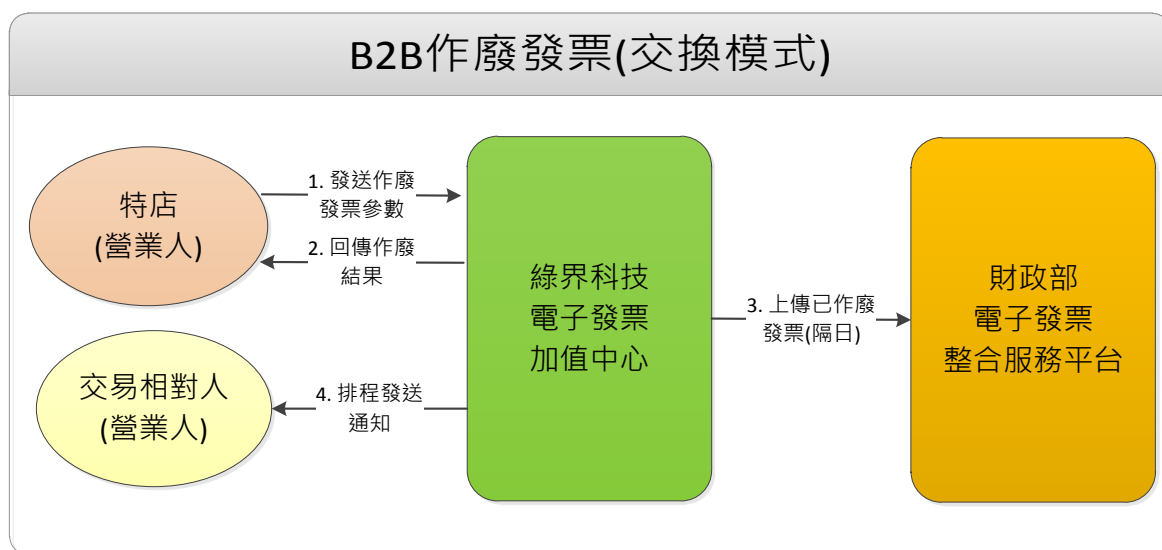 B2B作廢發票(交換模式)
特店
(營業人)
1. 發送作廢
發票參數
2. 回傳作廢
結果
綠界科技
電子發票
加值中心
3. 上傳已作廢
發票(隔日)
財政部
電子發票
整合服務平台
交易相對人
(營業人)
4. 排程發送
通知